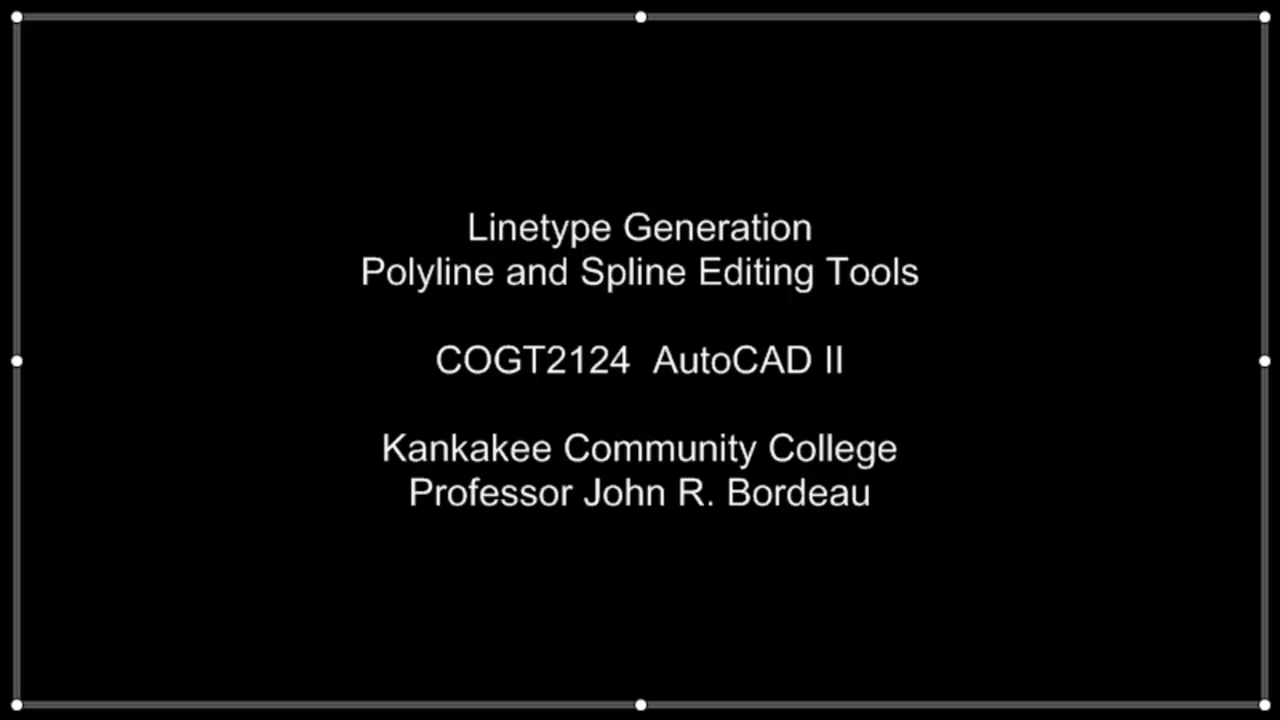 Linetype Generation
Polyline and Spline Editing Tools
COGT2124 AutoCAD II
Kankakee Community College
Professor John R. Bordeau